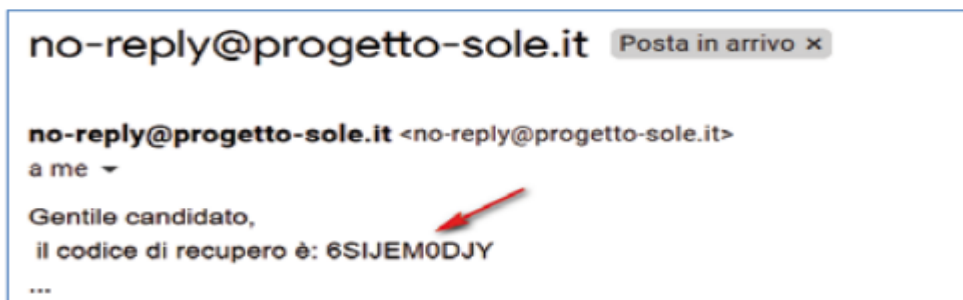 no-reply@progetto-sole.it Posta in arrivo ×
no-reply@progetto-sole.it <no-reply@progetto-sole.it>
a me
Gentile candidato,
il codice di recupero è: 6SIJEM0DJY
...